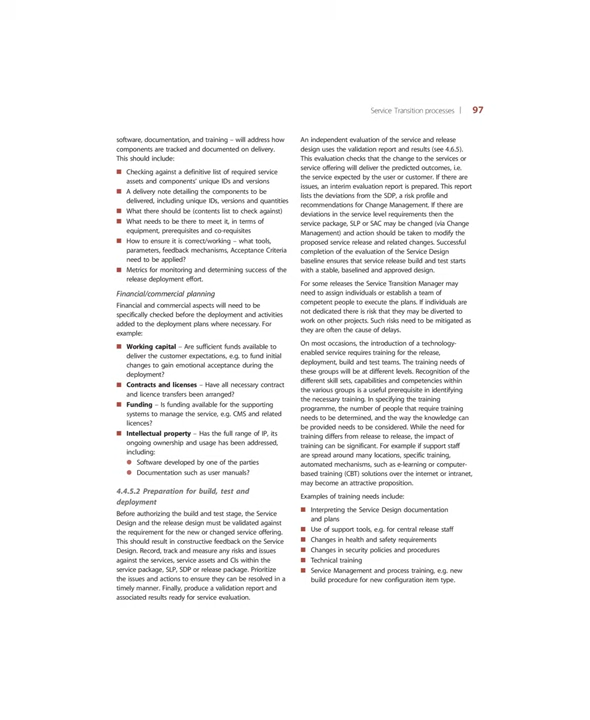 Service Transition processes | 97
software, documentation, and training – will address how
components are tracked and documented on delivery.
This should include:
■ Checking against a definitive list of required service
assets and components' unique IDs and versions
■ A delivery note detailing the components to be
delivered, including unique IDs, versions and quantities
■ What there should be (contents list to check against)
■ What needs to be there to meet it, in terms of
equipment, prerequisites and co-requisites
■ How to ensure it is correct/working – what tools,
parameters, feedback mechanisms, Acceptance Criteria
need to be applied?
■ Metrics for monitoring and determining success of the
release deployment effort.
Financial/commercial planning
Financial and commercial aspects will need to be
specifically checked before the deployment and activities
added to the deployment plans where necessary. For
example:
■ Working capital – Are sufficient funds available to
deliver the customer expectations, e.g. to fund initial
changes to gain emotional acceptance during the
deployment?
■ Contracts and licenses – Have all necessary contract
and licence transfers been arranged?
■ Funding – Is funding available for the supporting
systems to manage the service, e.g. CMS and related
licences?
■ Intellectual property – Has the full range of IP, its
ongoing ownership and usage has been addressed,
including:
● Software developed by one of the parties
● Documentation such as user manuals?
4.4.5.2 Preparation for build, test and
deployment
Before authorizing the build and test stage, the Service
Design and the release design must be validated against
the requirement for the new or changed service offering.
This should result in constructive feedback on the Service
Design. Record, track and measure any risks and issues
against the services, service assets and CIs within the
service package, SLP, SDP or release package. Prioritize
the issues and actions to ensure they can be resolved in a
timely manner. Finally, produce a validation report and
associated results ready for service evaluation.
An independent evaluation of the service and release
design uses the validation report and results (see 4.6.5).
This evaluation checks that the change to the services or
service offering will deliver the predicted outcomes, i.e.
the service expected by the user or customer. If there are
issues, an interim evaluation report is prepared. This report
lists the deviations from the SDP, a risk profile and
recommendations for Change Management. If there are
deviations in the service level requirements then the
service package, SLP or SAC may be changed (via Change
Management) and action should be taken to modify the
proposed service release and related changes. Successful
completion of the evaluation of the Service Design
baseline ensures that service release build and test starts
with a stable, baselined and approved design.
For some releases the Service Transition Manager may
need to assign individuals or establish a team of
competent people to execute the plans. If individuals are
not dedicated there is risk that they may be diverted to
work on other projects. Such risks need to be mitigated as
they are often the cause of delays.
On most occasions, the introduction of a technology-
enabled service requires training for the release,
deployment, build and test teams. The training needs of
these groups will be at different levels. Recognition of the
different skill sets, capabilities and competencies within
the various groups is a useful prerequisite in identifying
the necessary training. In specifying the training
programme, the number of people that require training
needs to be determined, and the way the knowledge can
be provided needs to be considered. While the need for
training differs from release to release, the impact of
training can be significant. For example if support staff
are spread around many locations, specific training,
automated mechanisms, such as e-learning or computer-
based training (CBT) solutions over the internet or intranet,
may become an attractive proposition.
Examples of training needs include:
■ Interpreting the Service Design documentation
and plans
■ Use of support tools, e.g. for central release staff
■ Changes in health and safety requirements
■ Changes in security policies and procedures
■ Technical training
■ Service Management and process training, e.g. new
build procedure for new configuration item type.